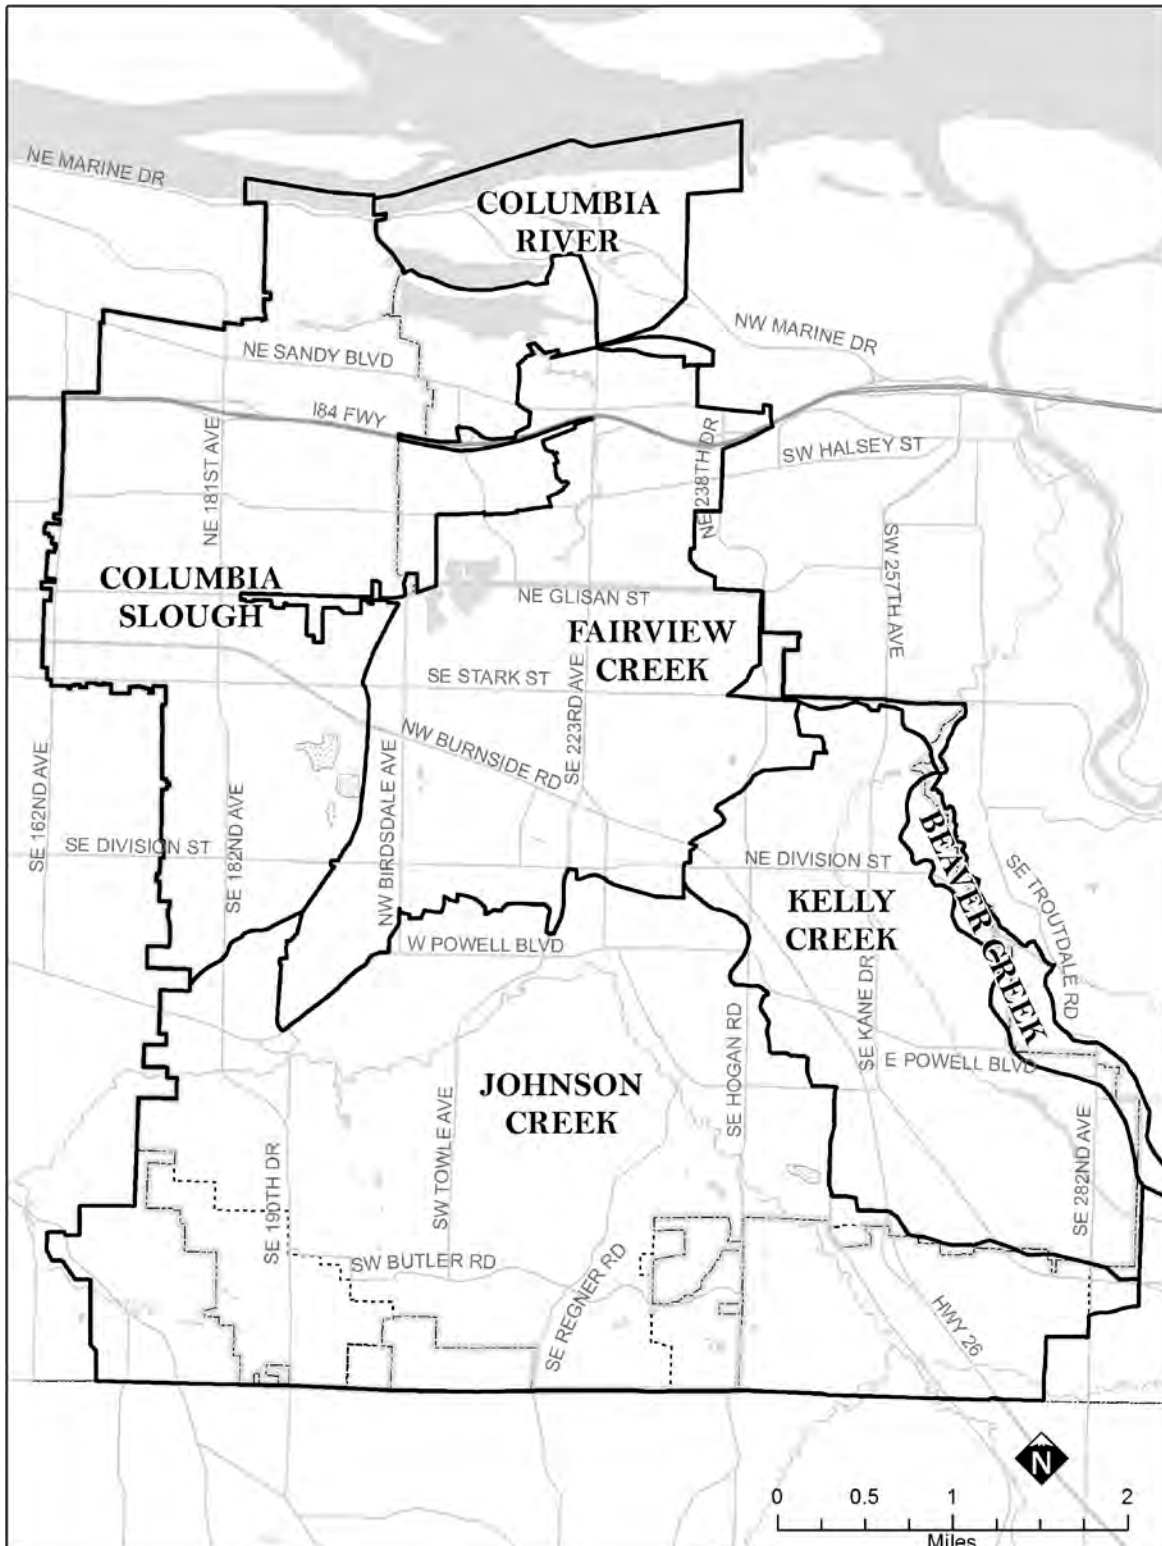 NE MARINE DR
COLUMBIA
RIVER
NW MARINE DR
NE SANDY BLVD
I84 FWY
NE 181ST AVE
NE 238TH DR
SW HALSEY ST
SW 257TH AVE
COLUMBIA
SLOUGH
NE GLISAN ST
FAIRVIEW
CREEK
SE STARK ST
SE 223RD AVE
NW BURNSIDE RD
SE 162ND AVE
SE 182ND AVE
NW BIRDSDALE AVE
SE DIVISION ST
NE DIVISION ST
BEAVER CREEK
SE TROUTDALE RD
KELLY
CREEK
W POWELL BLVD
SE KANE DR
SE HOGAN RD
E POWELL BLVD
JOHNSON
CREEK
SW TOWLE AVE
SE 190TH DR
SE 282ND AVE
SW BUTLER RD
SE REGNER RD
HWY 26
N
0 0.5 1 2
Miles